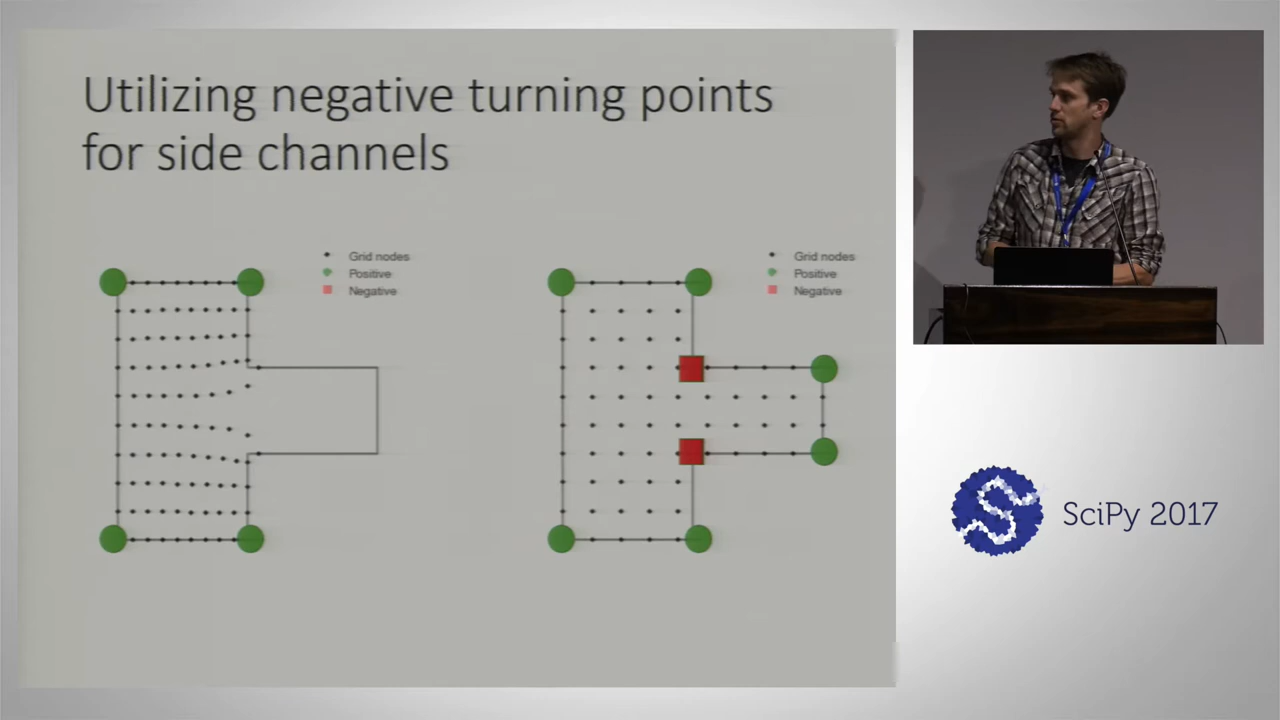 Utilizing negative turning points
for side channels
Grid nodes
Positive
Negative
Grid nodes
Positive
Negative
SciPy 2017